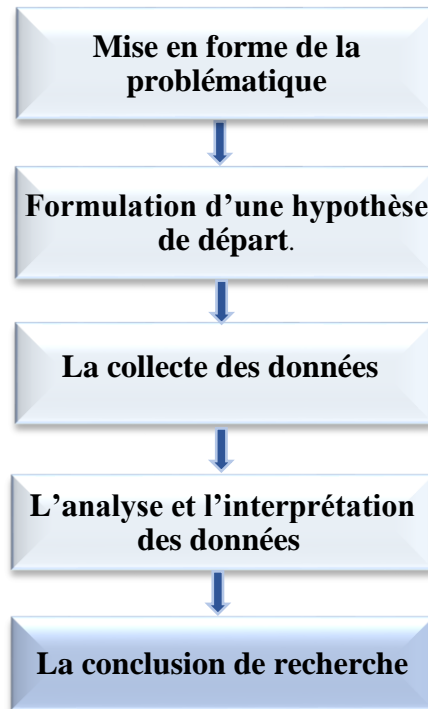 Mise en forme de la
problématique
Formulation d’une hypothèse
de départ.
La collecte des données
L’analyse et l’interprétation
des données
La conclusion de recherche